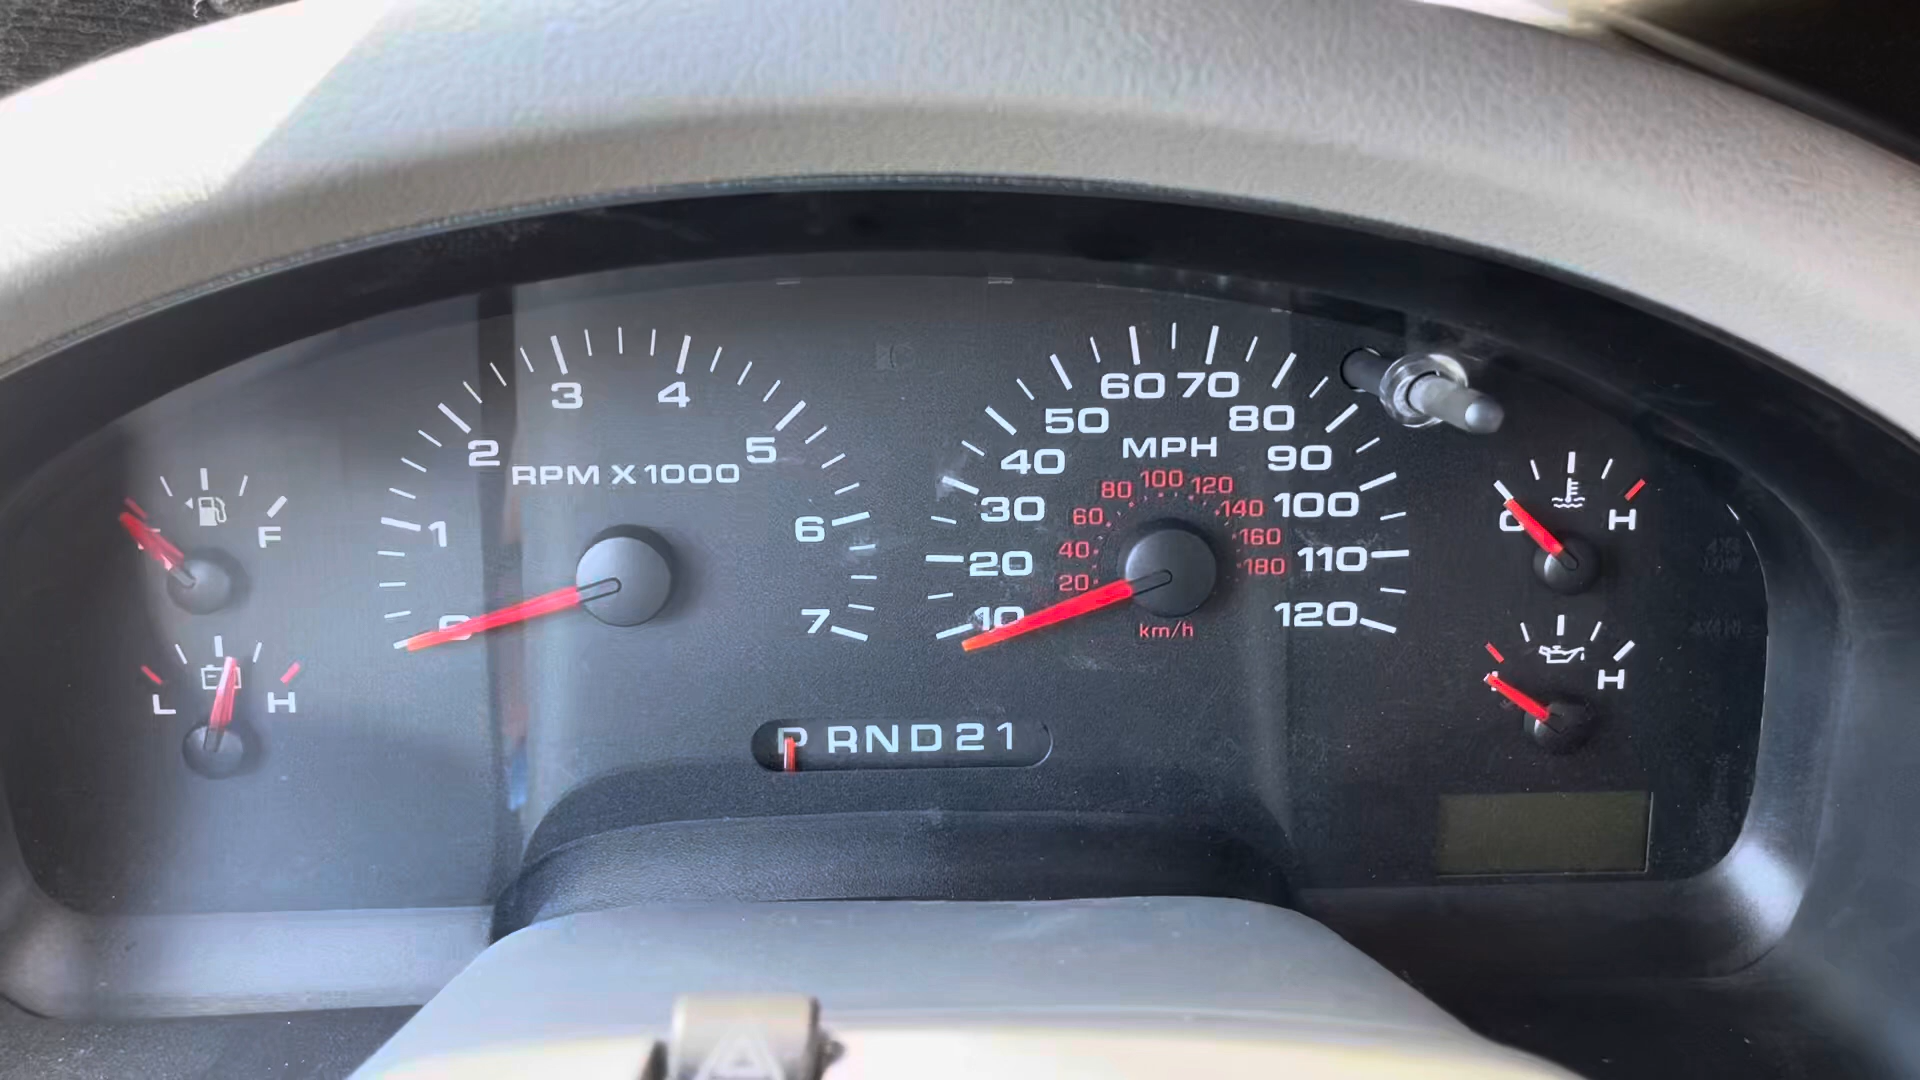 F
L H
0 1 2 3 4 5 6 7
RPM X 1000
10 20 30 40 50 60 70 80 90 100 110 120
MPH
20 40 60 80 100 120 140 160 180
km/h
P R N D 2 1
C H
H